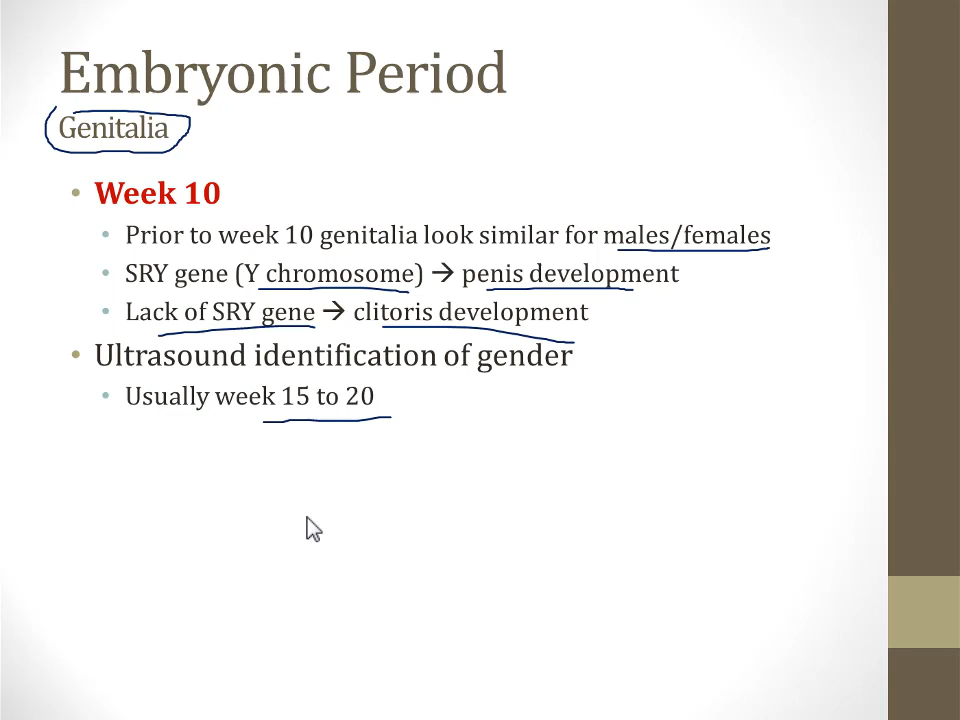 Embryonic Period
Genitalia
• Week 10
• Prior to week 10 genitalia look similar for males/females
• SRY gene (Y chromosome) → penis development
• Lack of SRY gene → clitoris development
• Ultrasound identification of gender
• Usually week 15 to 20